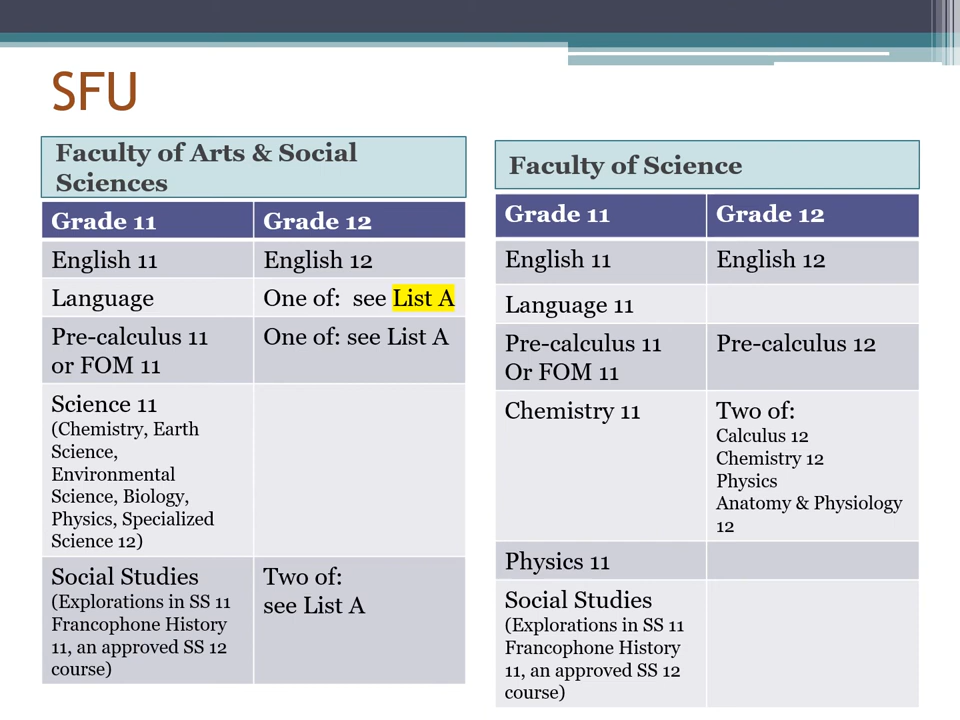 SFU
Faculty of Arts & Social
Sciences
Grade 11
Grade 12
English 11
English 12
Language
One of:  see List A
Pre-calculus 11
or FOM 11
One of: see List A
Science 11
(Chemistry, Earth
Science,
Environmental
Science, Biology,
Physics, Specialized
Science 12)
Social Studies
(Explorations in SS 11
Francophone History
11, an approved SS 12
course)
Two of:
see List A
Faculty of Science
Grade 11
Grade 12
English 11
English 12
Language 11
Pre-calculus 11
Or FOM 11
Pre-calculus 12
Chemistry 11
Two of:
Calculus 12
Chemistry 12
Physics
Anatomy & Physiology
12
Physics 11
Social Studies
(Explorations in SS 11
Francophone History
11, an approved SS 12
course)